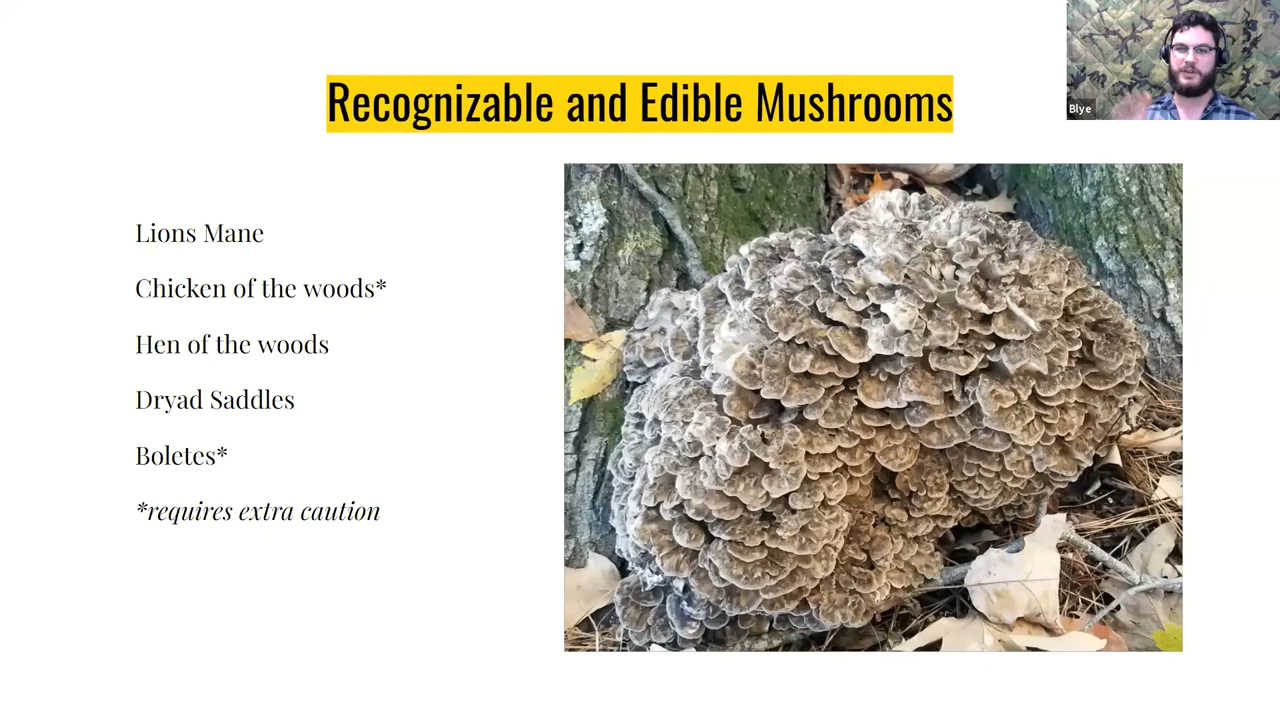 Recognizable and Edible Mushrooms
Blye
Lions Mane
Chicken of the woods*
Hen of the woods
Dryad Saddles
Boletes*
*requires extra caution